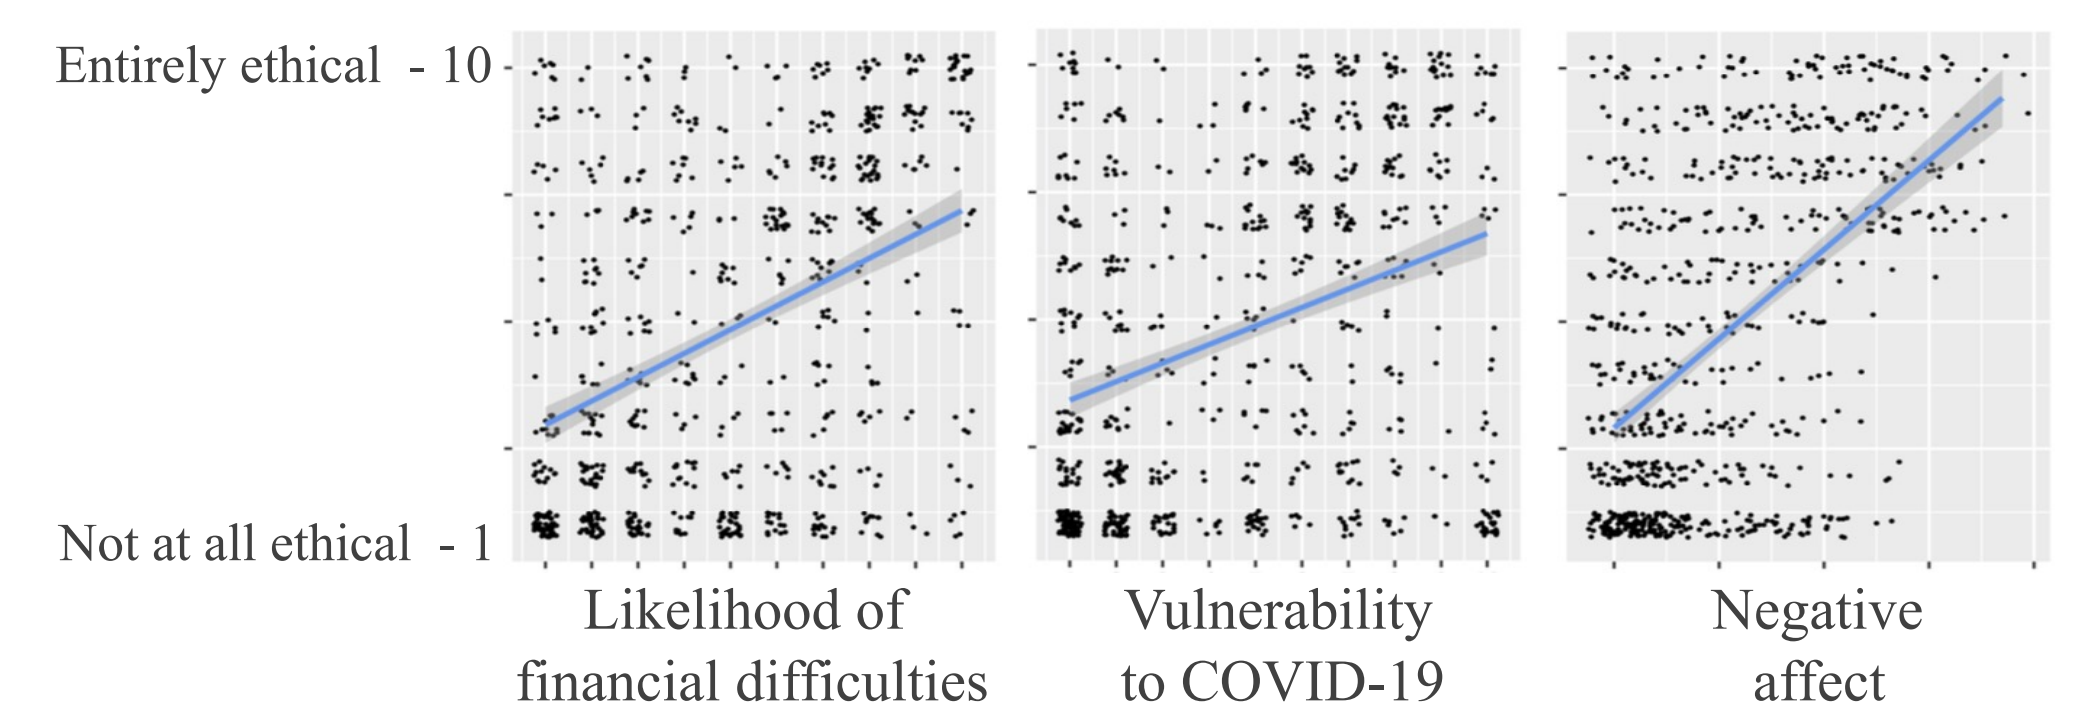 Entirely ethical - 10
Not at all ethical - 1
Likelihood of
financial difficulties
Vulnerability
to COVID-19
Negative
affect